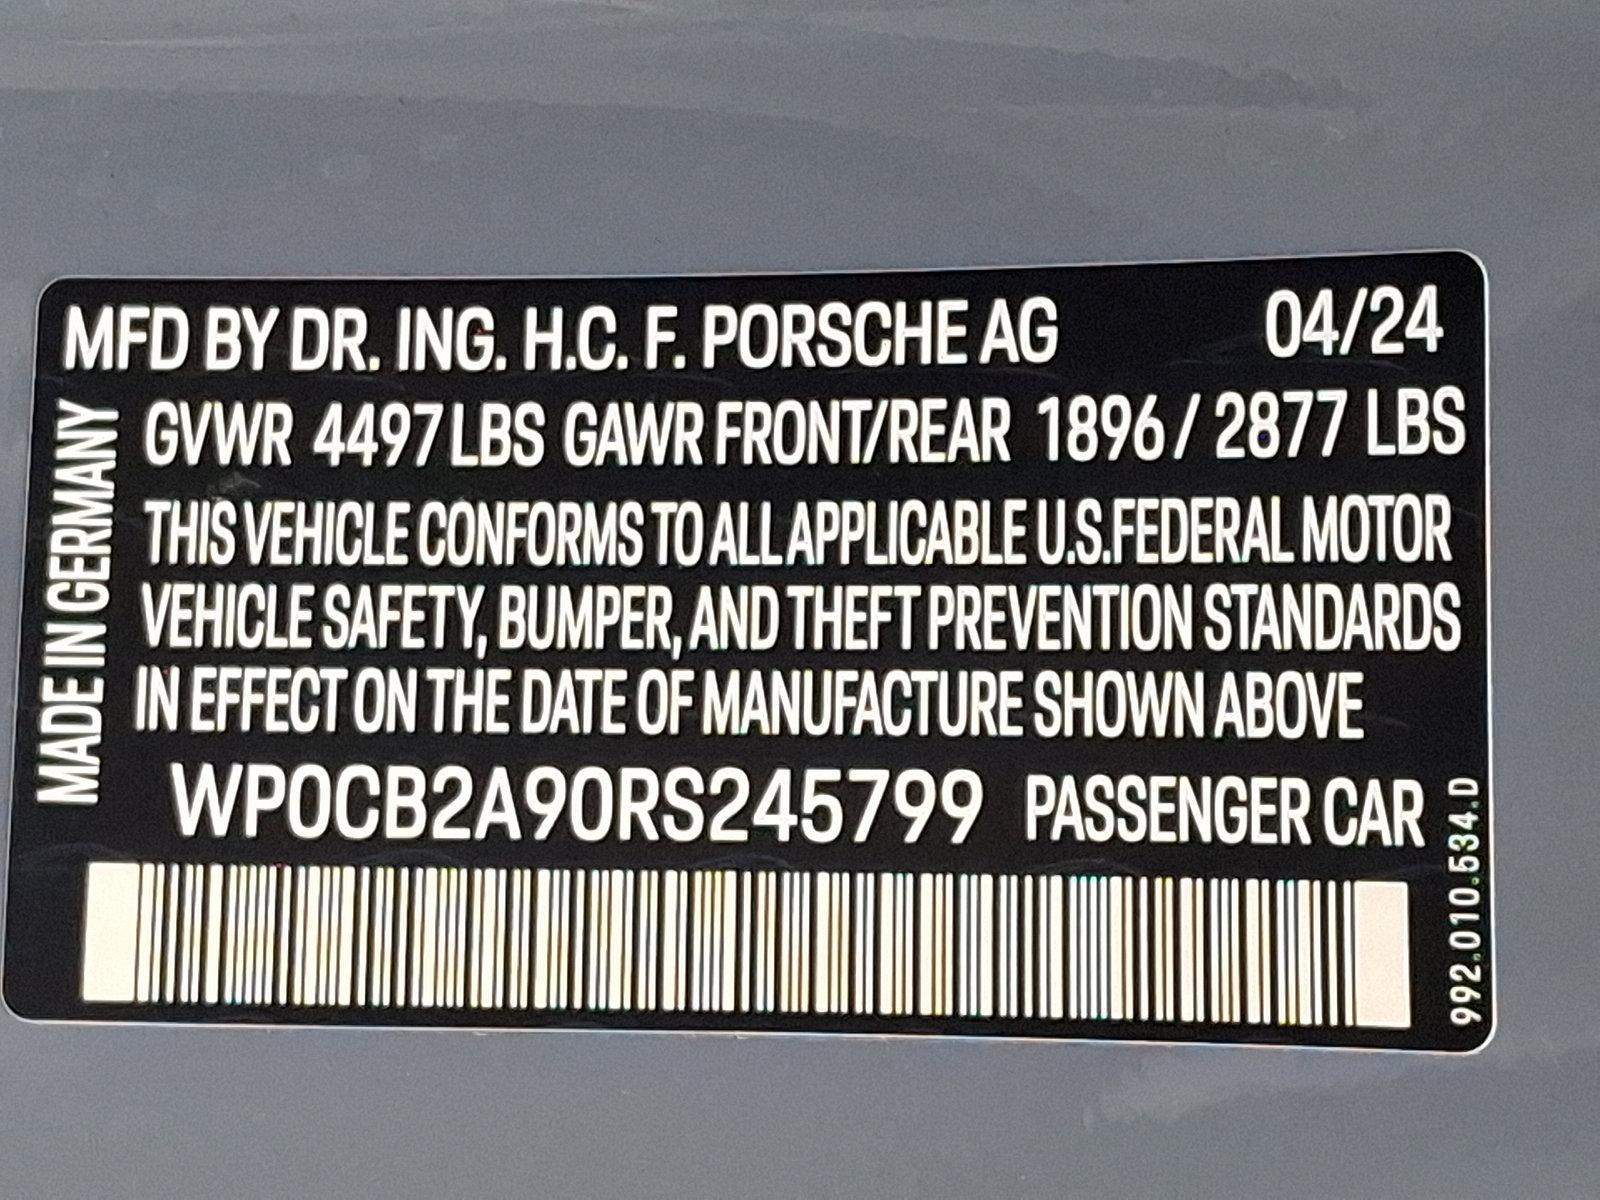 MFD BY DR. ING. H.C. F. PORSCHE AG 04/24
GVWR 4497 LBS GAWR FRONT/REAR 1896 / 2877 LBS
THIS VEHICLE CONFORMS TO ALL APPLICABLE U.S.FEDERAL MOTOR
VEHICLE SAFETY, BUMPER, AND THEFT PREVENTION STANDARDS
IN EFFECT ON THE DATE OF MANUFACTURE SHOWN ABOVE
WP0CB2A90RS245799 PASSENGER CAR
MADE IN GERMANY
992.010.534.D